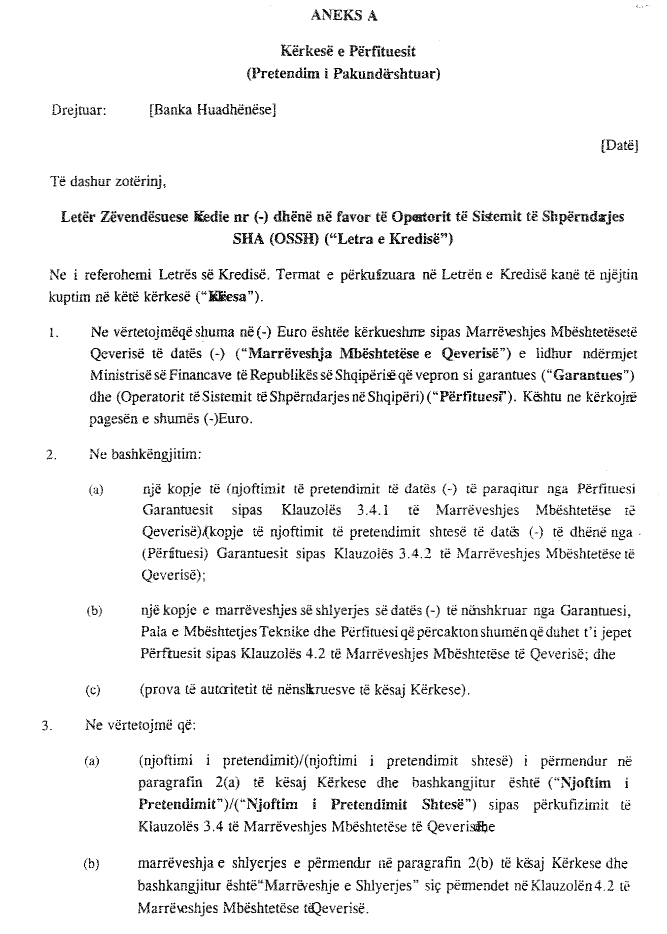 ANEKS A
Kërkesë e Përfituesit
(Pretendim i Pakundërshtuar)
Drejtuar: [Banka Huadhënëse]
[Datë]
Të dashur zotërinj,
Letër Zëvendësuese Kedie nr (-) dhënë në favor të Operatorit të Sistemit të Shpërndarjes
SHA (OSSH) (“Letra e Kredisë”)
Ne i referohemi Letrës së Kredisë. Termat e përkufizuara në Letrën e Kredisë kanë të njëjtin
kuptim në këtë kërkesë (“Kësa”).
1. Ne vërtetojmëqë shuma në (-) Euro është e kërkueshme sipas Marrëveshjes Mbështetësetë
Qeverisë të datës (-) (“Marrëveshja Mbështetëse e Qeverisë”) e lidhur ndërmjet
Ministrisë së Financave të Republikës së Shqipërisë që vepron si garantues (“Garantues”)
dhe (Operatorit të Sistemit të Shpërndarjes në Shqipëri) (“Përfituesi”). Kështu ne kërkojmë
pagesën e shumës (-)Euro.
2. Ne bashkëngjitim:
(a) një kopje të (njoftimit të pretendimit të datës (-) të paraqitur nga Përfituesi
Garantuesit sipas Klauzolës 3.4.1 të Marrëveshjes Mbështetëse të
Qeverisë)/(kopje të njoftimit të pretendimit shtesë të datës (-) të dhënë nga
(Përfituesi) Garantuesit sipas Klauzolës 3.4.2 të Marrëveshjes Mbështetëse të
Qeverisë);
(b) një kopje e marrëveshjes së shlyerjes së datës (-) të nënshkruar nga Garantuesi,
Pala e Mbështetjes Teknike dhe Përfituesi që përcakton shumën që duhet t’i jepet
Përfituesit sipas Klauzolës 4.2 të Marrëveshjes Mbështetëse të Qeverisë; dhe
(c) (prova të autoritetit të nënshkruesve të kësaj Kërkese).
3. Ne vërtetojmë që:
(a) (njoftimi i pretendimit)/(njoftimi i pretendimit shtesë) i përmendur në
paragrafin 2(a) të kësaj Kërkese dhe bashkangjitur është (“Njoftim i
Pretendimit”)/(“Njoftim i Pretendimit Shtesë”) sipas përkufizimit të
Klauzolës 3.4 të Marrëveshjes Mbështetëse të Qeverisë dhe
(b) marrëveshja e shlyerjes e përmendur në paragrafin 2(b) të kësaj Kërkese dhe
bashkangjitur është“Marrëveshje e Shlyerjes” siç përmendet në Klauzolën 4.2 të
Marrëveshjes Mbështetëse të Qeverisë.